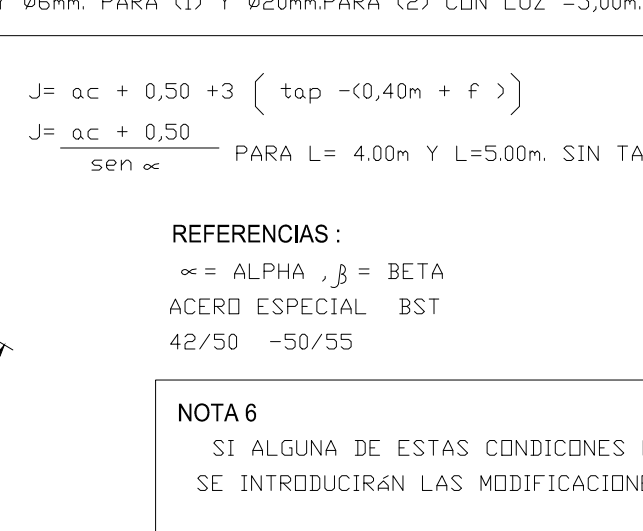 Y Ø6mm. PARA (1) Y Ø20mm.PARA (2) CON LUZ =5,00m.
J= ac + 0,50 +3 ( tap -(0,40m + f ))
J= ac + 0,50
sen ∝ PARA L= 4.00m Y L=5.00m. SIN TA
REFERENCIAS :
∝ = ALPHA , β = BETA
ACERO ESPECIAL BST
42/50 -50/55
NOTA 6
SI ALGUNA DE ESTAS CONDICONES
SE INTRODUCIRáN LAS MODIFICACIONE